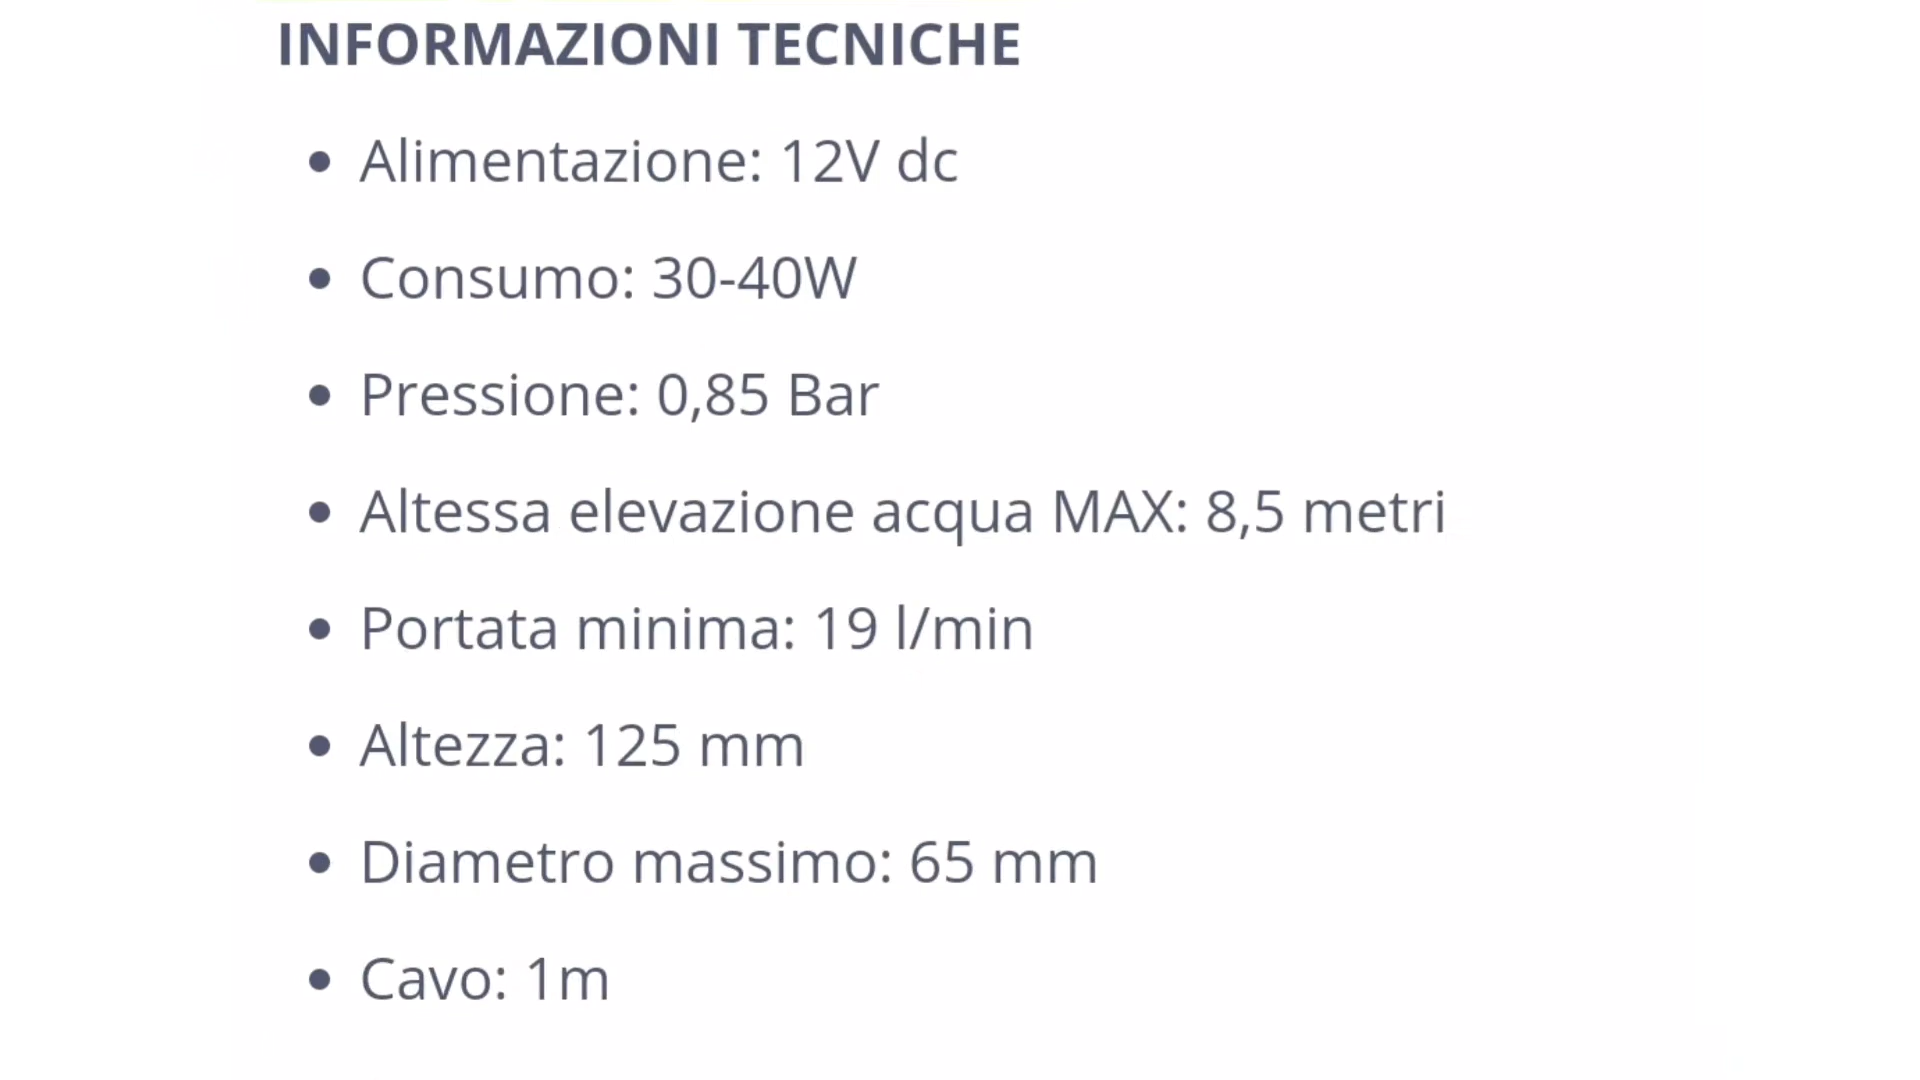 INFORMAZIONI TECNICHE
Alimentazione: 12V dc
Consumo: 30-40W
Pressione: 0,85 Bar
Altessa elevazione acqua MAX: 8,5 metri
Portata minima: 19 l/min
Altezza: 125 mm
Diametro massimo: 65 mm
Cavo: 1m